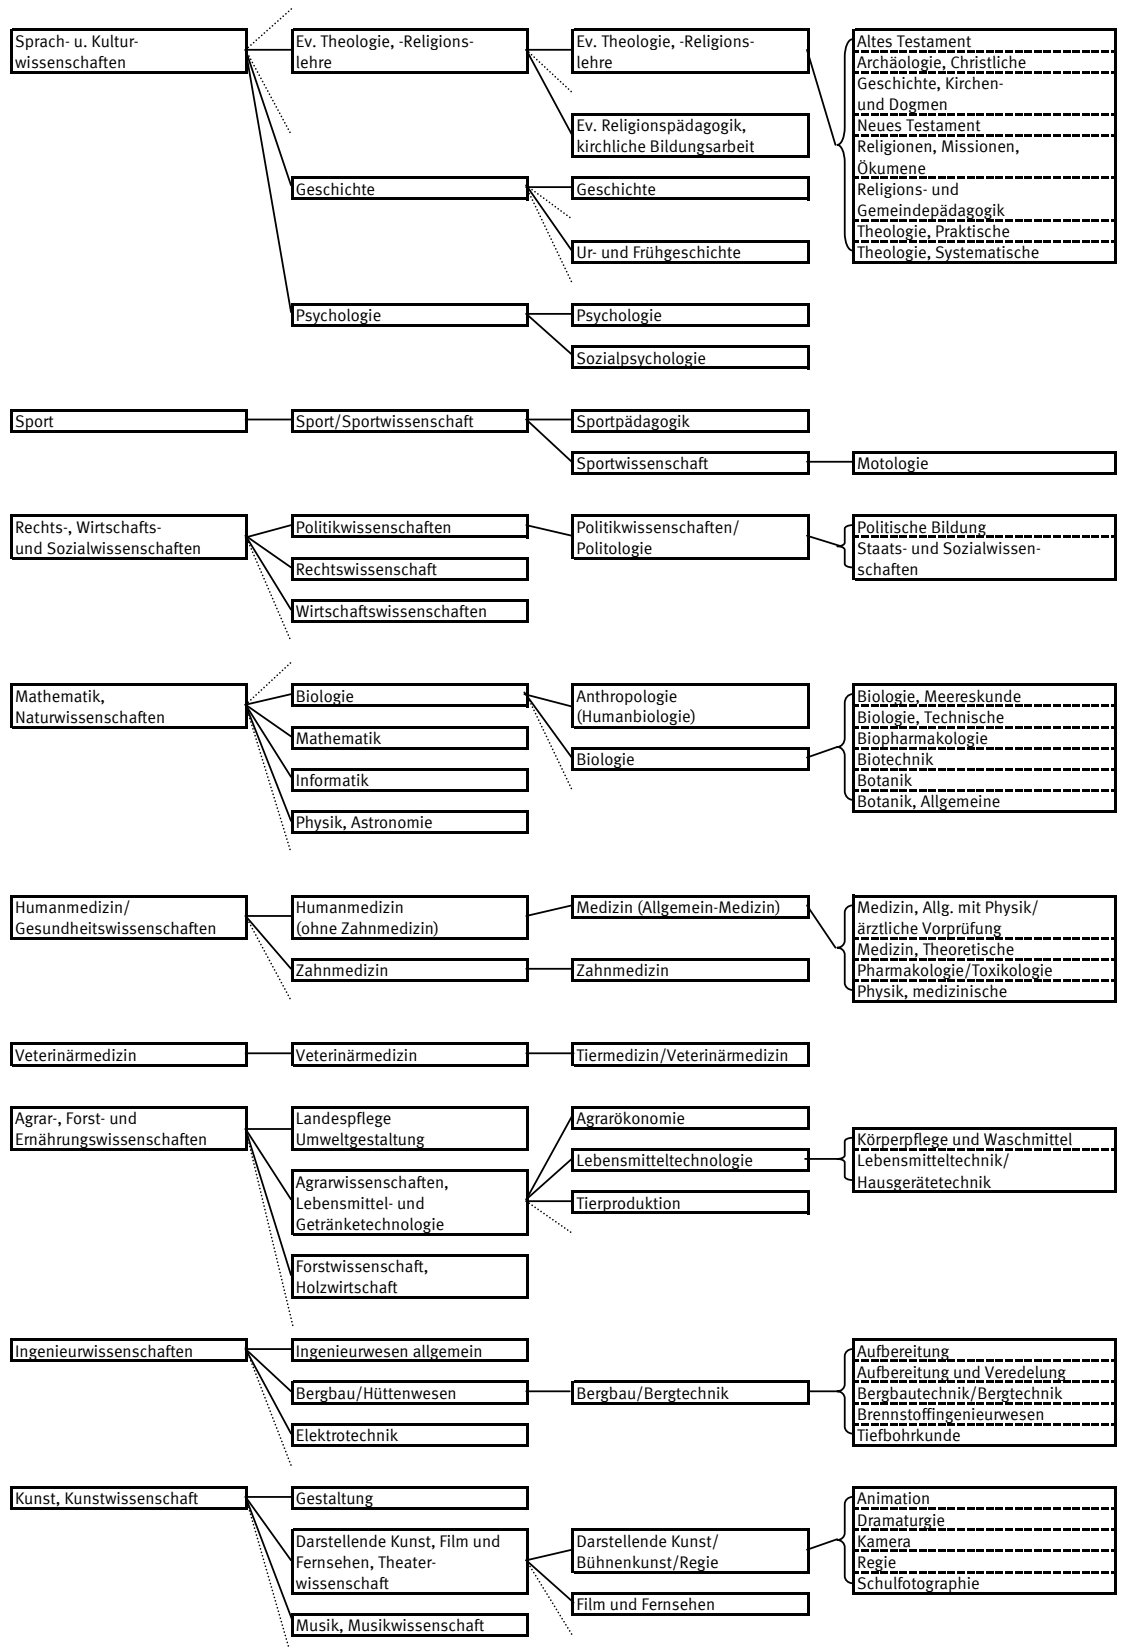 Sprach- u. Kultur-
wissenschaften
Ev. Theologie, -Religions-
lehre
Ev. Theologie, -Religions-
lehre
Altes Testament
Archäologie, Christliche
Geschichte, Kirchen-
und Dogmen
Neues Testament
Religionen, Missionen,
Ökumene
Religions- und
Gemeindepädagogik
Theologie, Praktische
Theologie, Systematische
Ev. Religionspädagogik,
kirchliche Bildungsarbeit
Geschichte
Geschichte
Ur- und Frühgeschichte
Psychologie
Psychologie
Sozialpsychologie
Sport
Sport/Sportwissenschaft
Sportpädagogik
Sportwissenschaft
Motologie
Rechts-, Wirtschafts-
und Sozialwissenschaften
Politikwissenschaften
Politikwissenschaften/
Politologie
Politische Bildung
Staats- und Sozialwissen-
schaften
Rechtswissenschaft
Wirtschaftswissenschaften
Mathematik,
Naturwissenschaften
Biologie
Anthropologie
(Humanbiologie)
Biologie
Biologie, Meereskunde
Biologie, Technische
Biopharmakologie
Biotechnik
Botanik
Botanik, Allgemeine
Mathematik
Informatik
Physik, Astronomie
Humanmedizin/
Gesundheitswissenschaften
Humanmedizin
(ohne Zahnmedizin)
Medizin (Allgemein-Medizin)
Medizin, Allg. mit Physik/
ärztliche Vorprüfung
Medizin, Theoretische
Pharmakologie/Toxikologie
Physik, medizinische
Zahnmedizin
Zahnmedizin
Veterinärmedizin
Veterinärmedizin
Tiermedizin/Veterinärmedizin
Agrar-, Forst- und
Ernährungswissenschaften
Landespflege
Umweltgestaltung
Agrarwissenschaften,
Lebensmittel- und
Getränketechnologie
Agrarökonomie
Lebensmitteltechnologie
Tierproduktion
Körperpflege und Waschmittel
Lebensmitteltechnik/
Hausgerätetechnik
Forstwissenschaft,
Holzwirtschaft
Ingenieurwissenschaften
Ingenieurwesen allgemein
Bergbau/Hüttenwesen
Bergbau/Bergtechnik
Aufbereitung
Aufbereitung und Veredelung
Bergbautechnik/Bergtechnik
Brennstoffingenieurwesen
Tiefbohrkunde
Elektrotechnik
Kunst, Kunstwissenschaft
Gestaltung
Darstellende Kunst, Film und
Fernsehen, Theater-
wissenschaft
Darstellende Kunst/
Bühnenkunst/Regie
Animation
Dramaturgie
Kamera
Regie
Schulfotographie
Film und Fernsehen
Musik, Musikwissenschaft